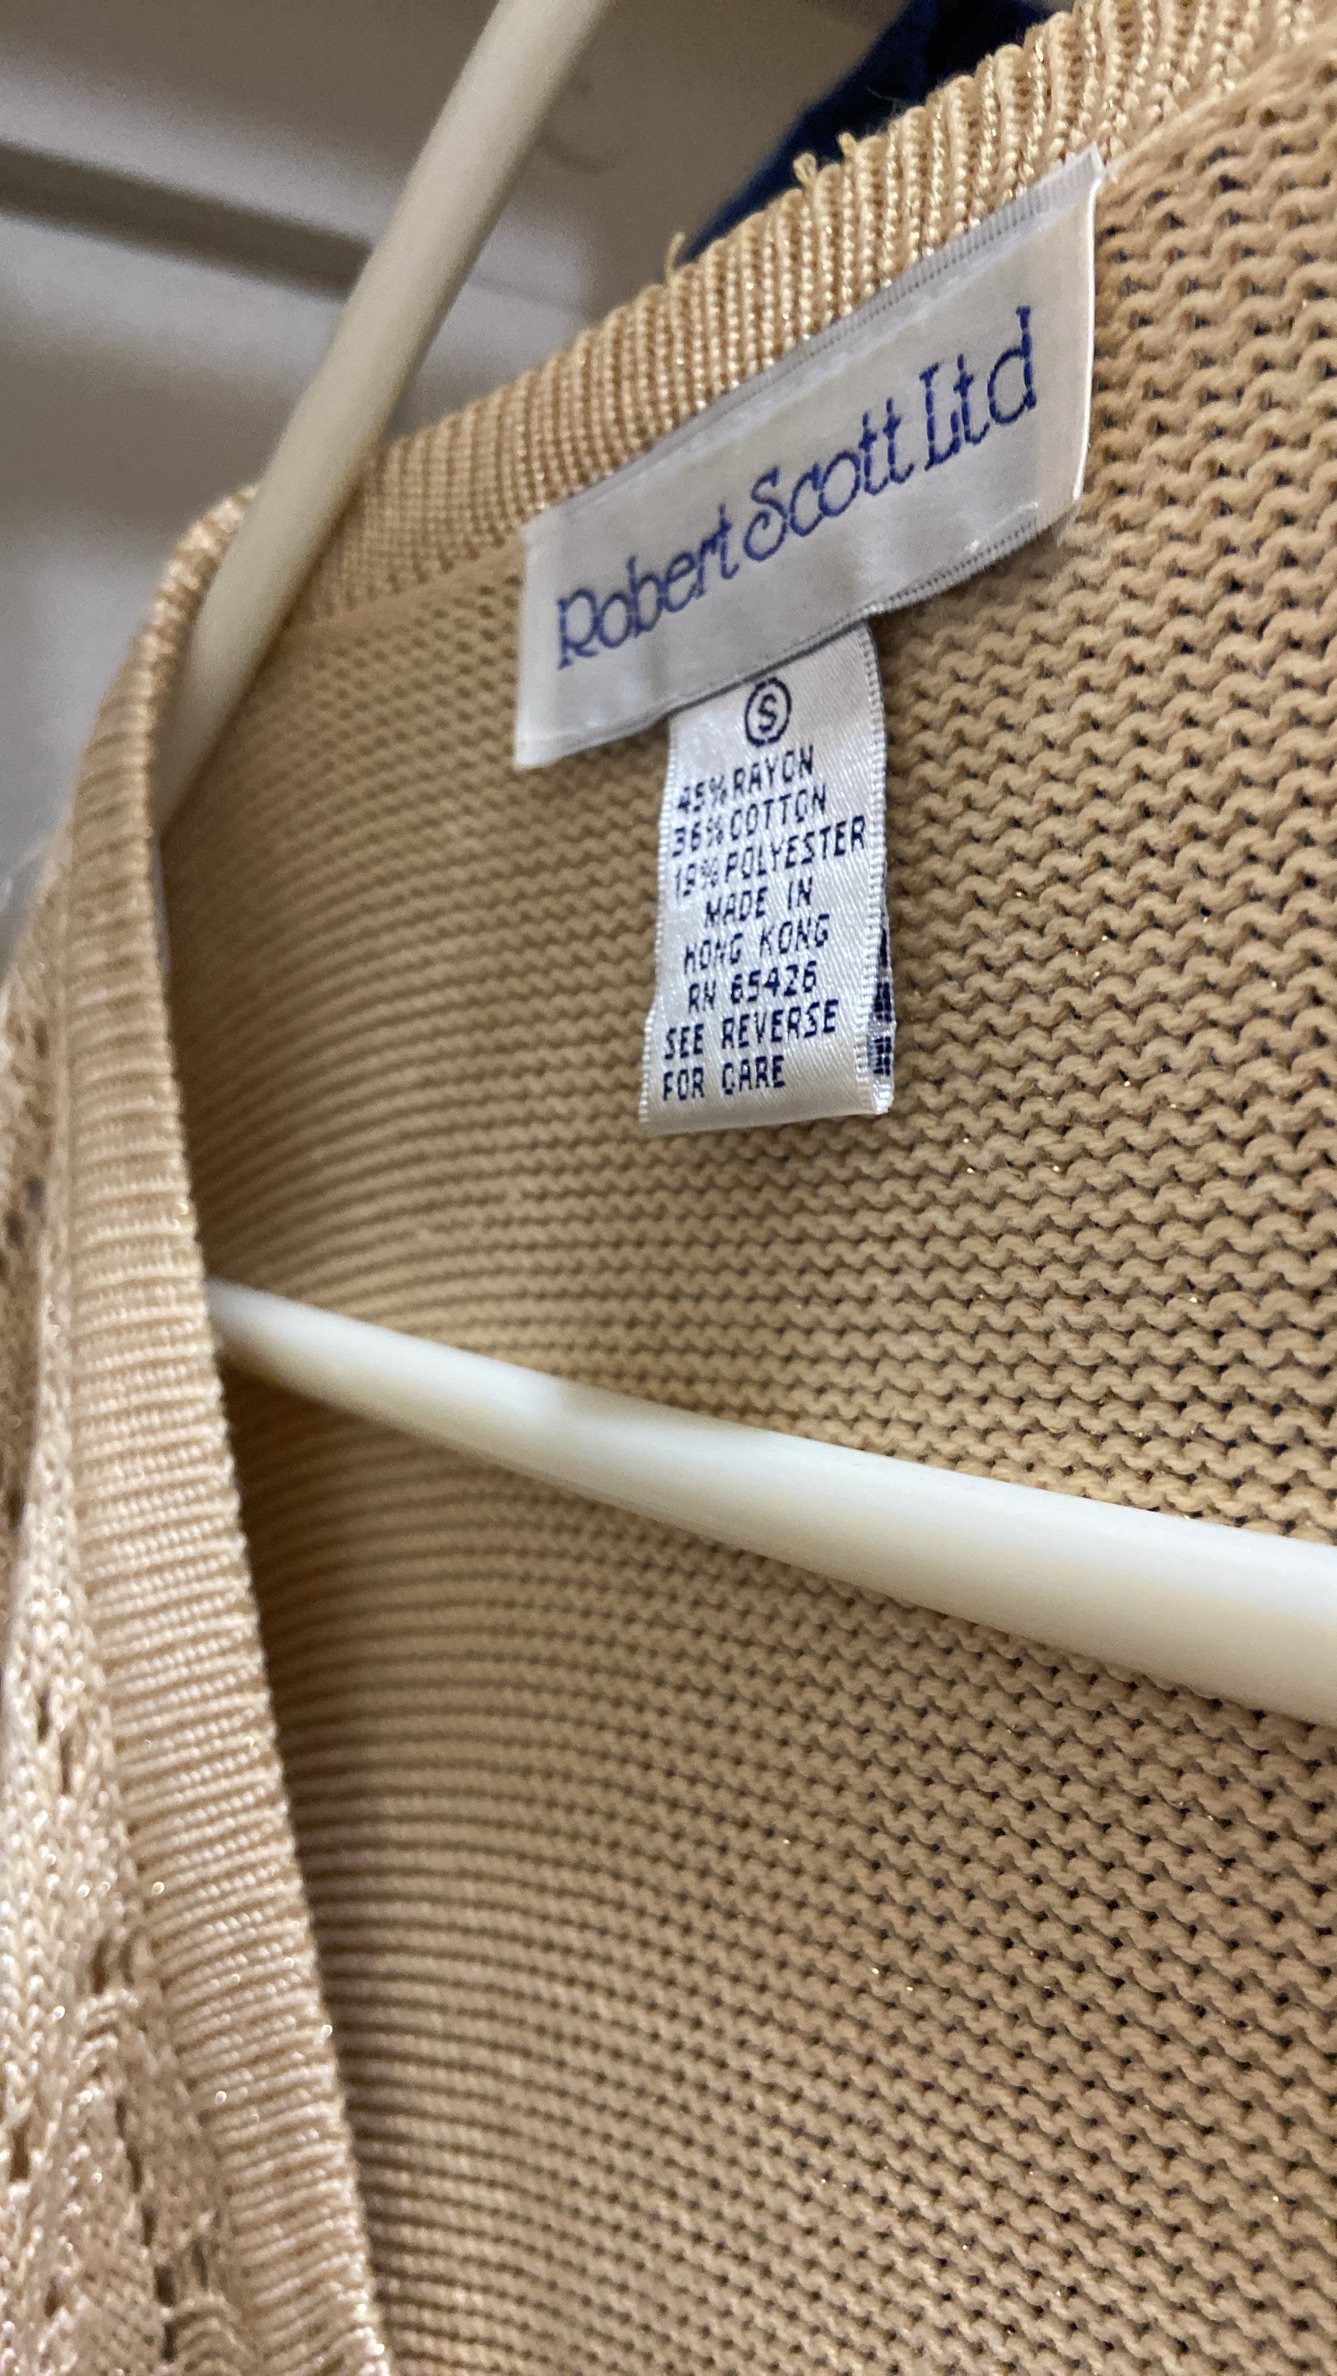 Robert Scott Ltd
S
45% RAYON
36% COTTON
19% POLYESTER
MADE IN
HONG KONG
RN 65426
SEE REVERSE
FOR CARE